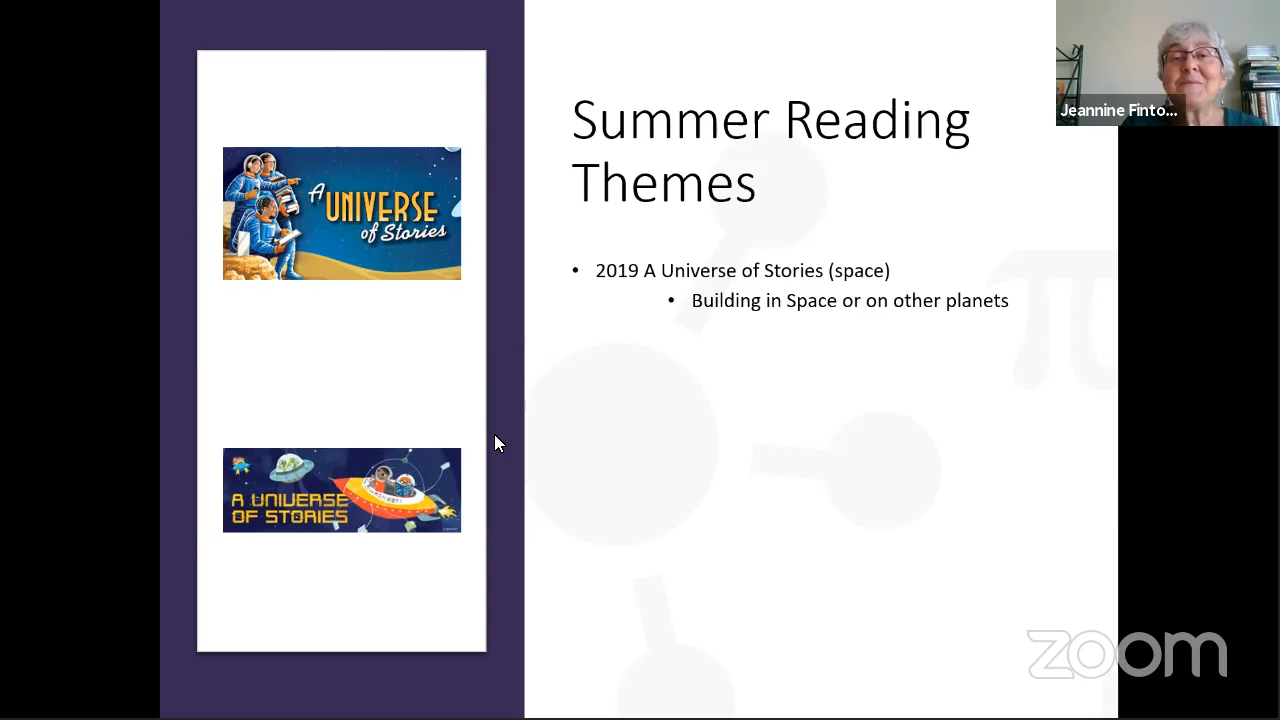 Summer Reading
Themes
• 2019 A Universe of Stories (space)
• Building in Space or on other planets
A UNIVERSE
of Stories
A UNIVERSE
OF STORIES
Jeannine Finto...
zoom